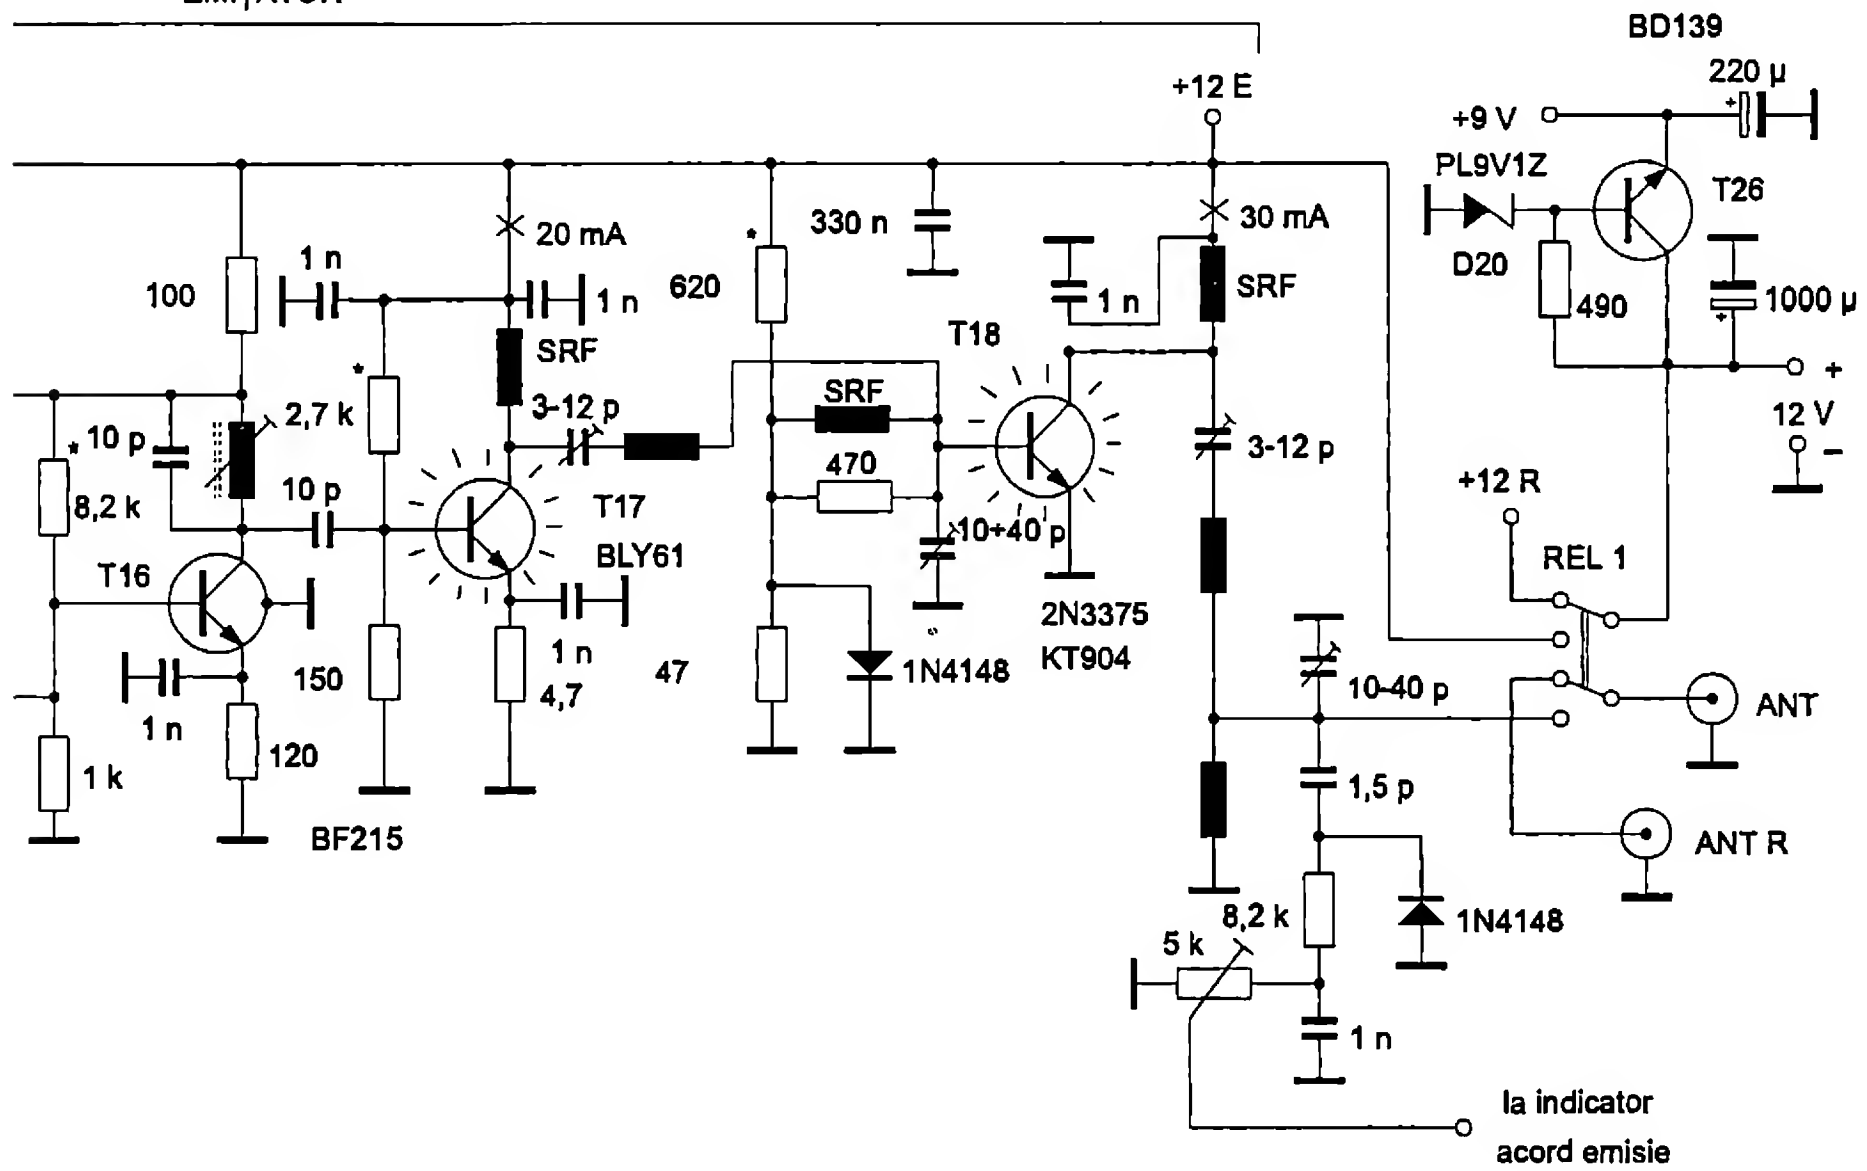 BD139
220 µ
+
+12 E
+9 V
PL9V1Z
T26
D20
490
1000 µ
+
+
12 V
−
20 mA
1 n
1 n
100
SRF
*
620
330 n
30 mA
SRF
1 n
T18
*
2,7 k
3-12 p
SRF
470
10+40 p
3-12 p
*
10 p
8,2 k
10 p
T17
BLY61
T16
1 n
4,7
150
1 n
120
1 k
BF215
47
1N4148
2N3375
KT904
+12 R
REL 1
10-40 p
ANT
1,5 p
ANT R
8,2 k
1N4148
5 k
1 n
la indicator
acord emisie